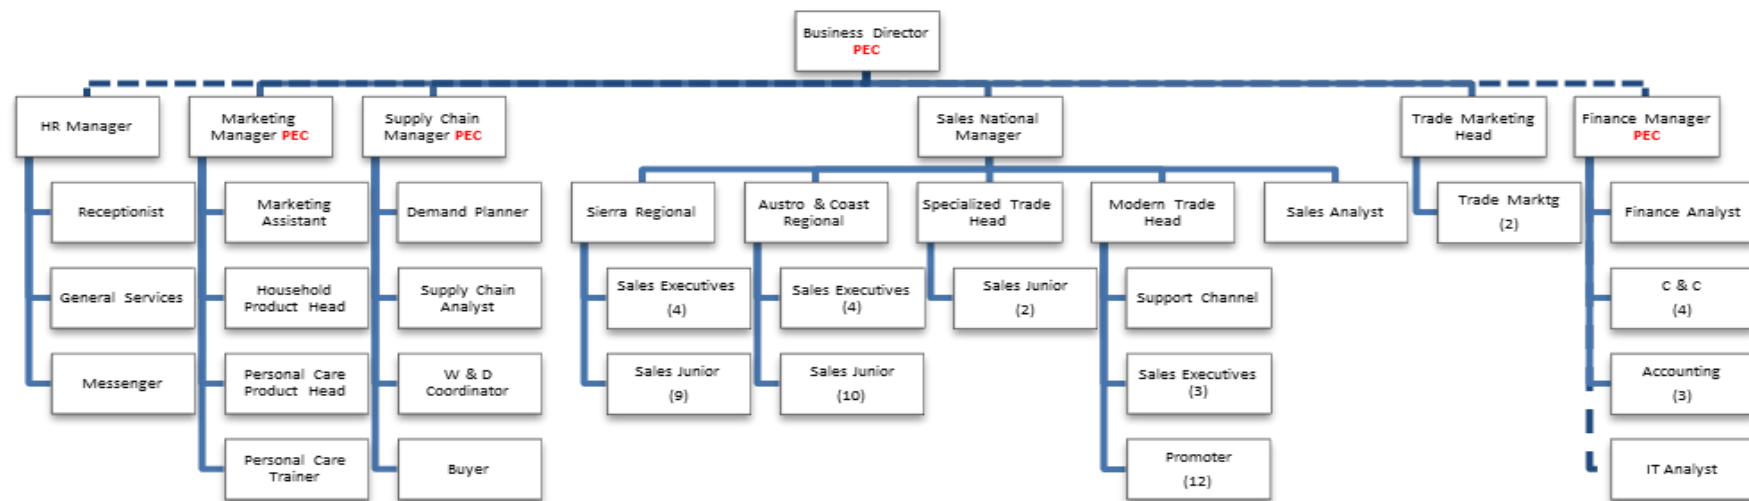 Business Director
PEC
HR Manager
Marketing
Manager PEC
Supply Chain
Manager PEC
Sales National
Manager
Trade Marketing
Head
Finance Manager
PEC
Receptionist
General Services
Messenger
Marketing
Assistant
Household
Product Head
Personal Care
Product Head
Personal Care
Trainer
Demand Planner
Supply Chain
Analyst
W & D
Coordinator
Buyer
Sierra Regional
Sales Executives
(4)
Sales Junior
(9)
Austro & Coast
Regional
Sales Executives
(4)
Sales Junior
(10)
Specialized Trade
Head
Sales Junior
(2)
Modern Trade
Head
Support Channel
Sales Executives
(3)
Promoter
(12)
Sales Analyst
Trade Marktg
(2)
Finance Analyst
C & C
(4)
Accounting
(3)
IT Analyst